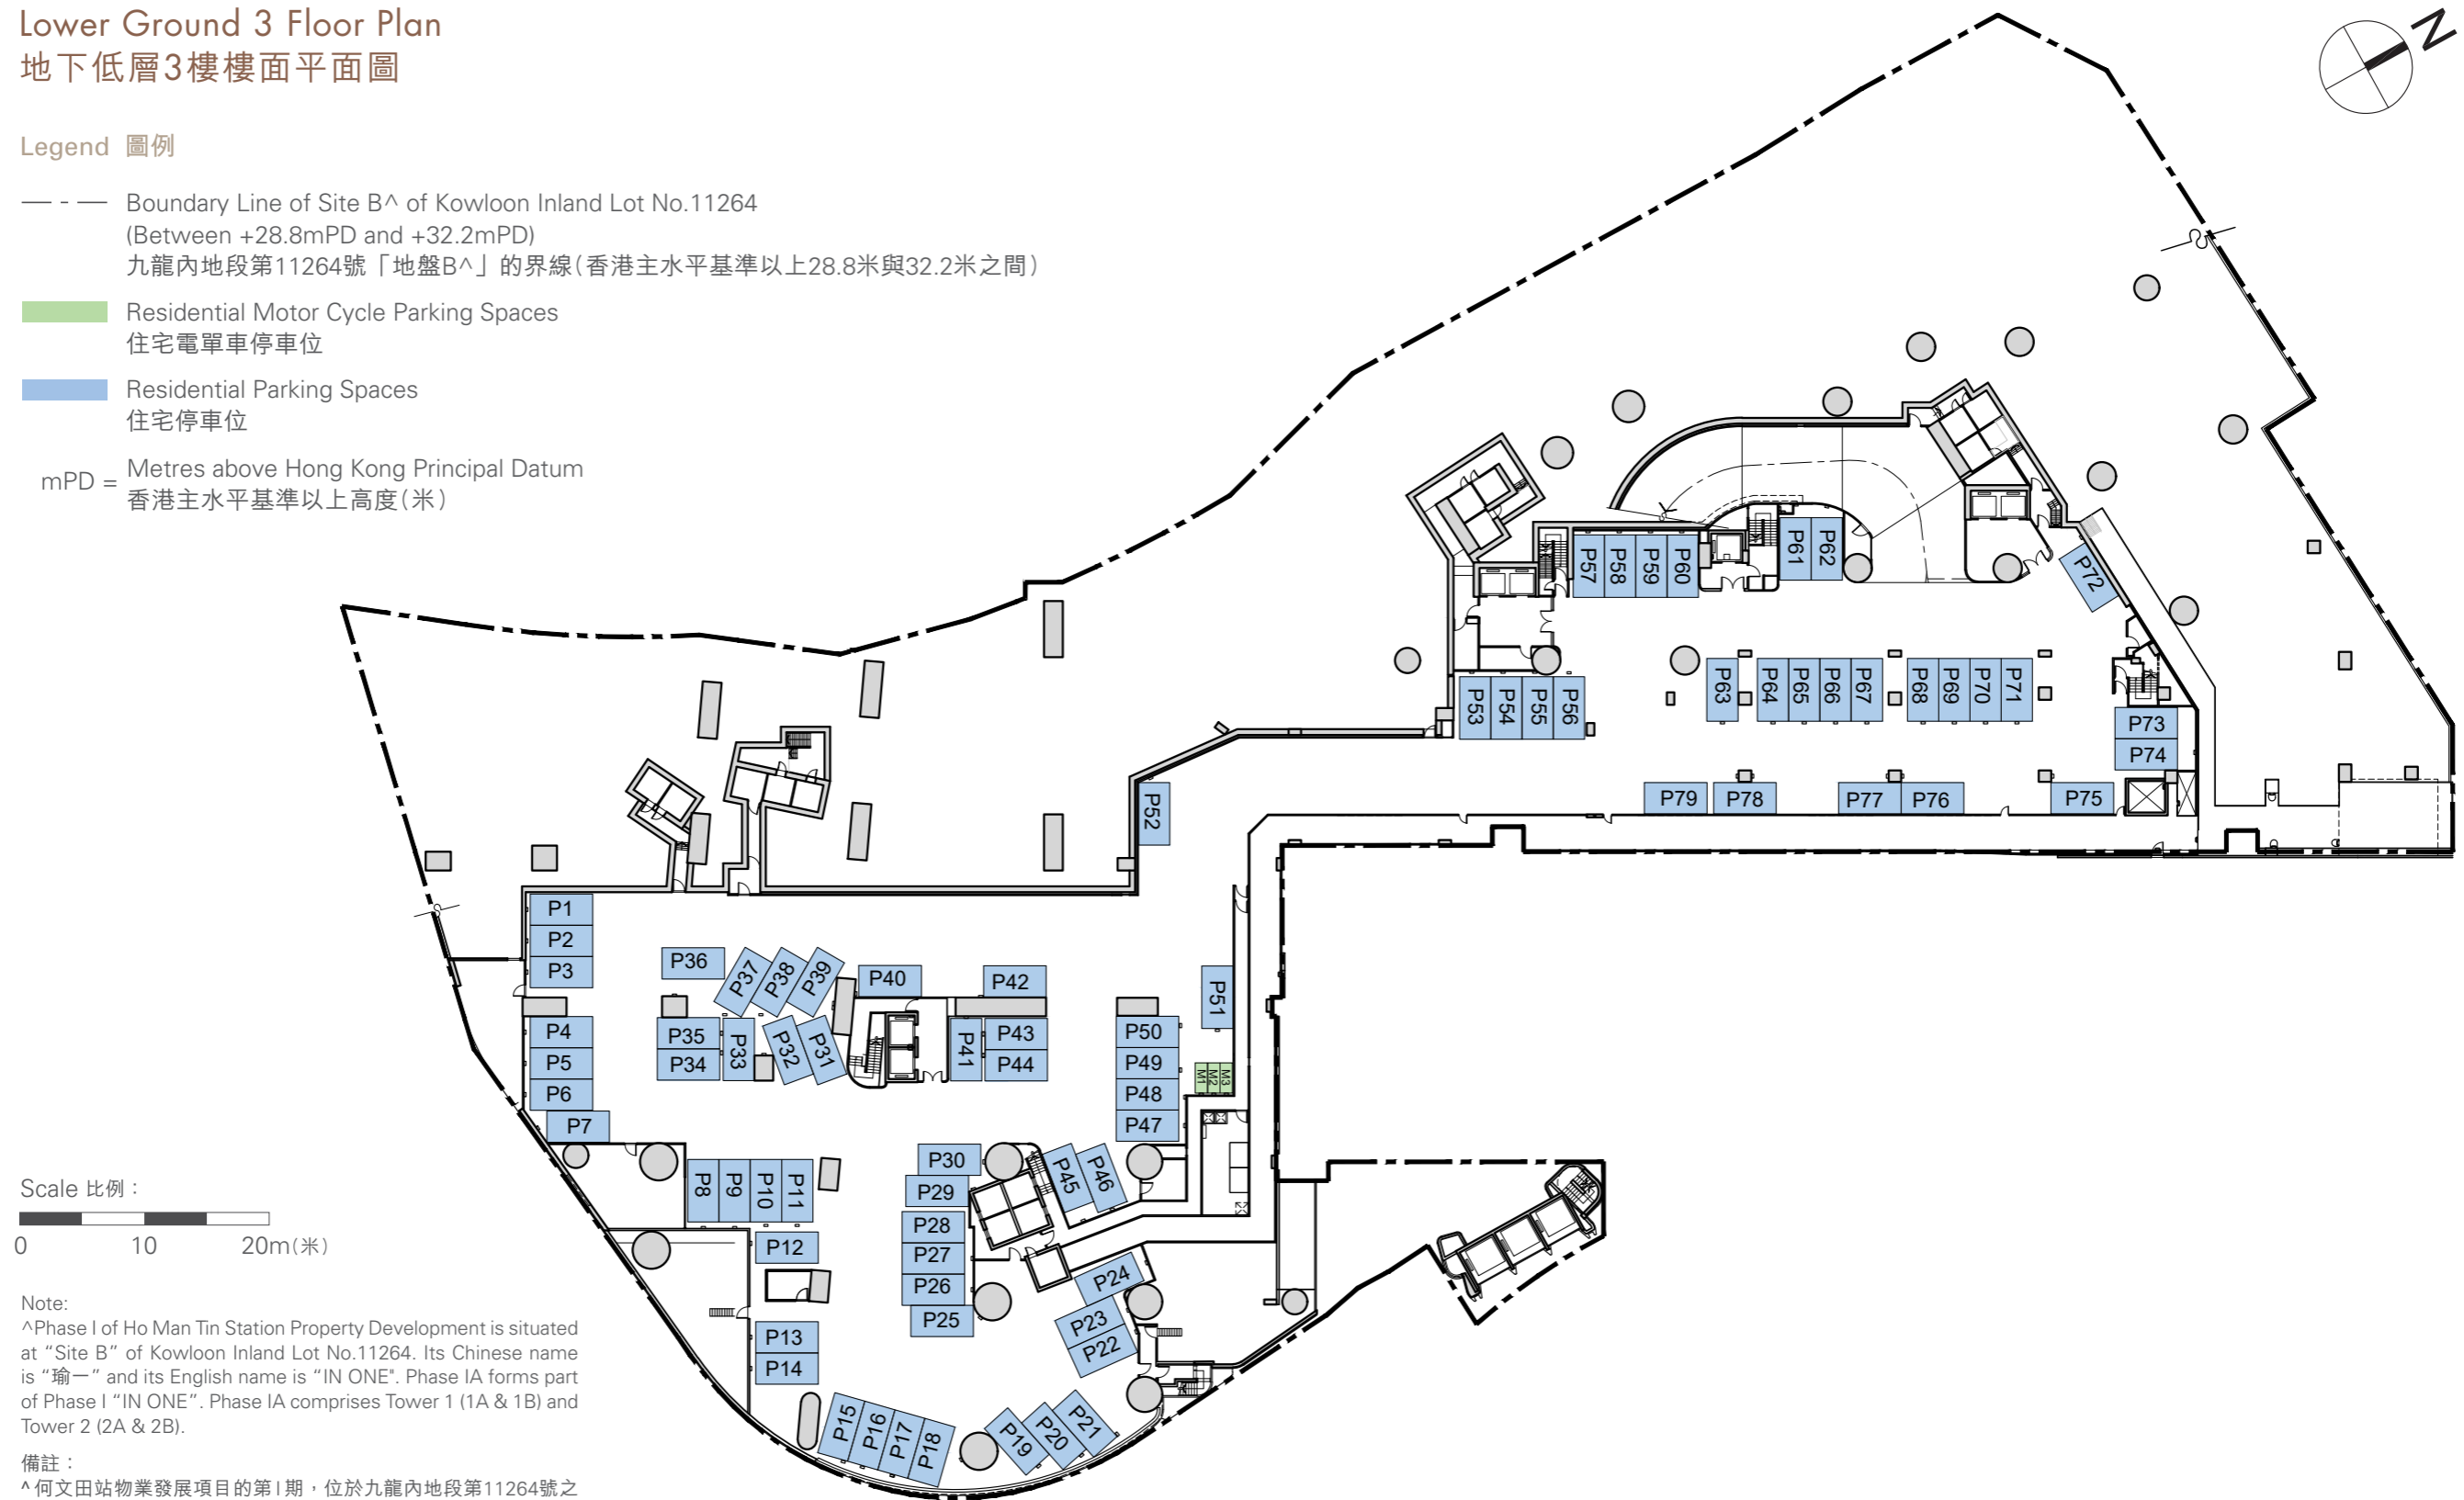 Lower Ground 3 Floor Plan
地下低層3樓樓面平面圖
N
Legend 圖例
Boundary Line of Site B^ of Kowloon Inland Lot No.11264
(Between +28.8mPD and +32.2mPD)
九龍內地段第11264號「地盤B^」的界線(香港主水平基準以上28.8米與32.2米之間)
Residential Motor Cycle Parking Spaces
住宅電單車停車位
Residential Parking Spaces
住宅停車位
mPD = Metres above Hong Kong Principal Datum
香港主水平基準以上高度(米)
P57 P58 P59 P60 P61 P62
P72
P53 P54 P55 P56
P63 P64 P65 P66 P67 P68 P69 P70 P71
P73
P74
P79 P78 P77 P76 P75
P52
P1
P2
P3
P36 P37 P38 P39 P40 P42
P51
P4
P5
P6
P7
P35
P34
P33 P32 P31
P41
P43
P44
P50
P49
P48
P47
M1 M2 M3
P30
P29
P28
P27
P26
P25
P45 P46
P8 P9 P10 P11
P12
P13
P14
P24
P23
P22
P15 P16 P17 P18
P19 P20 P21
Scale 比例：
0 10 20m(米)
Note:
^Phase I of Ho Man Tin Station Property Development is situated
at “Site B” of Kowloon Inland Lot No.11264. Its Chinese name
is “瑜一” and its English name is “IN ONE". Phase IA forms part
of Phase I “IN ONE”. Phase IA comprises Tower 1 (1A & 1B) and
Tower 2 (2A & 2B).
備註：
^何文田站物業發展項目的第I期，位於九龍內地段第11264號之